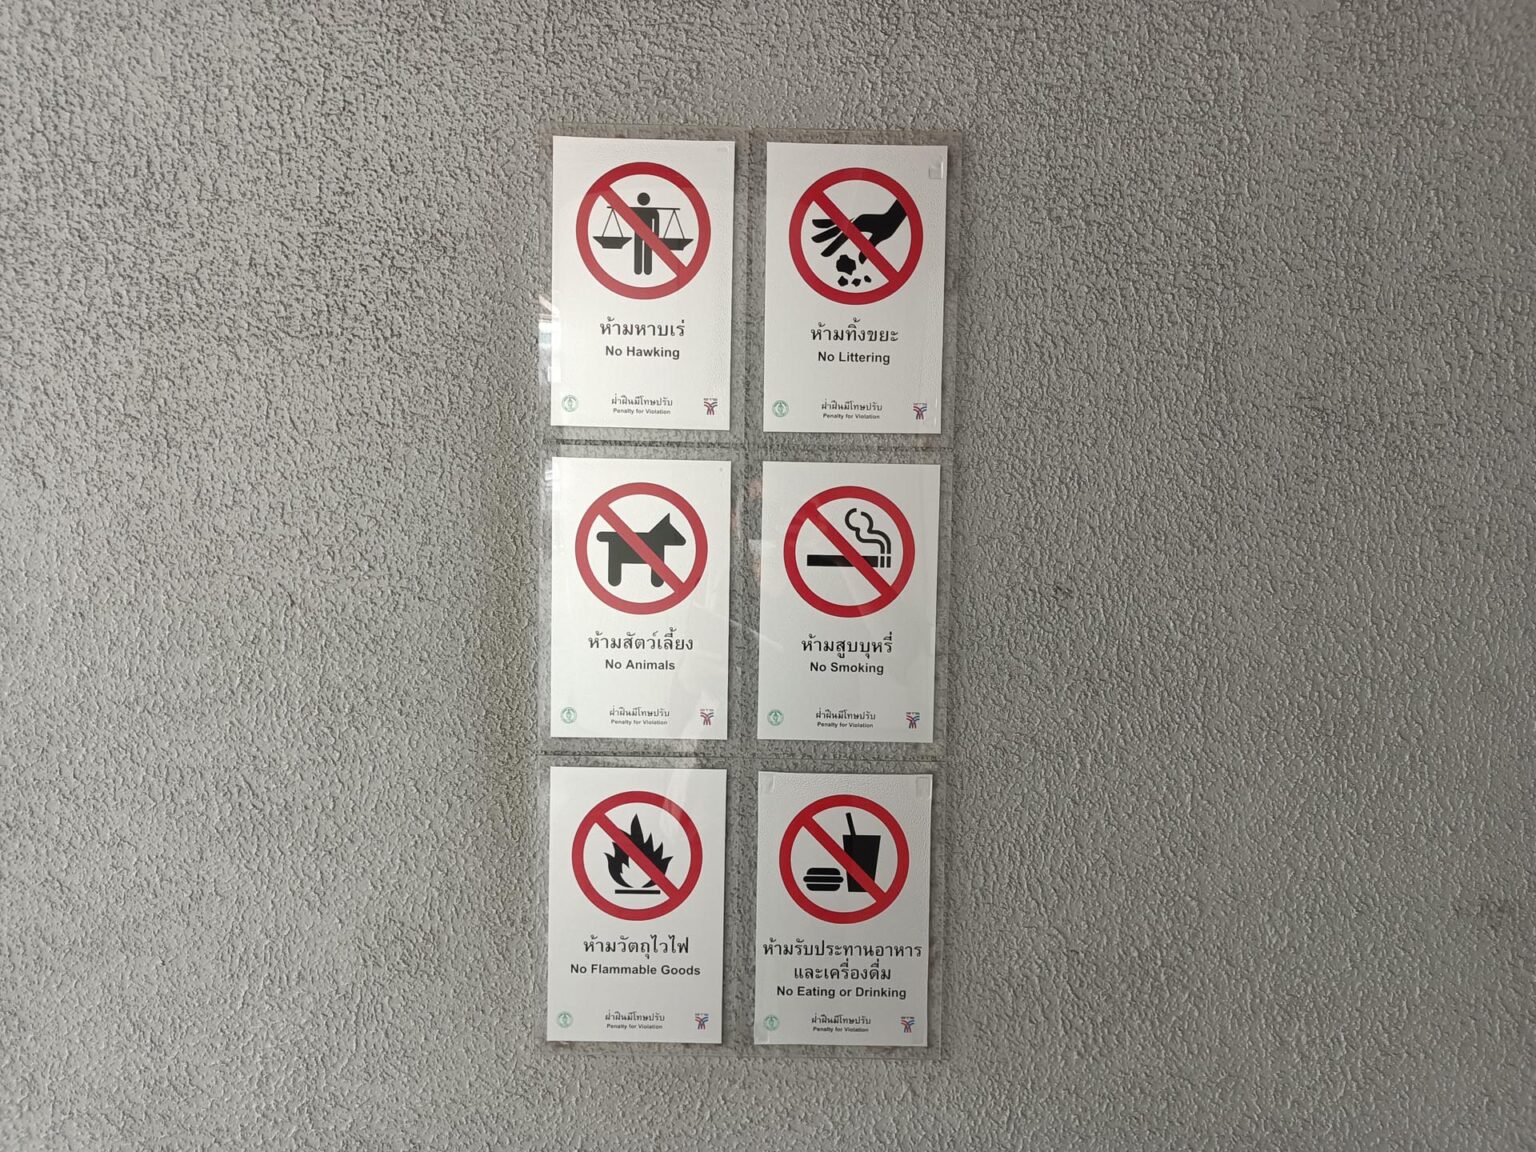 ห้ามหาบเร่
No Hawking
ฝ่าฝืนมีโทษปรับ
Penalty for Violation
ห้ามทิ้งขยะ
No Littering
ฝ่าฝืนมีโทษปรับ
Penalty for Violation
ห้ามสัตว์เลี้ยง
No Animals
ฝ่าฝืนมีโทษปรับ
Penalty for Violation
ห้ามสูบบุหรี่
No Smoking
ฝ่าฝืนมีโทษปรับ
Penalty for Violation
ห้ามวัตถุไวไฟ
No Flammable Goods
ฝ่าฝืนมีโทษปรับ
Penalty for Violation
ห้ามรับประทานอาหาร
และเครื่องดื่ม
No Eating or Drinking
ฝ่าฝืนมีโทษปรับ
Penalty for Violation